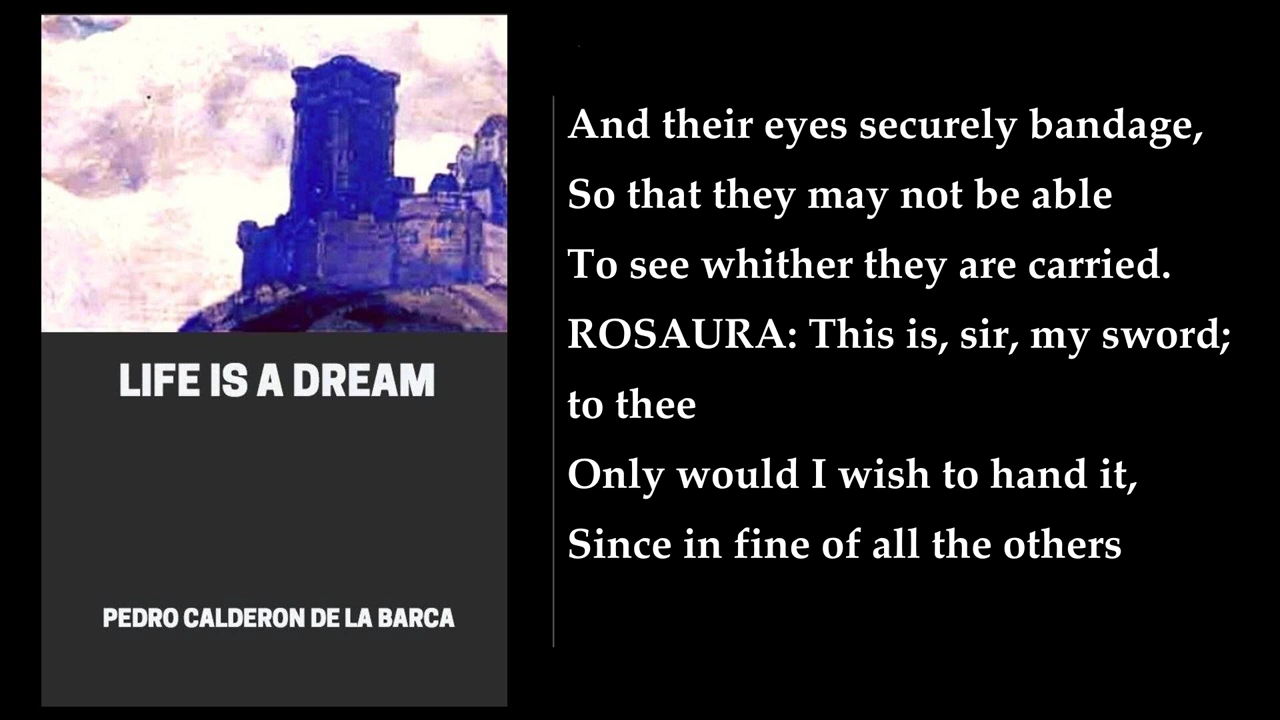 LIFE IS A DREAM
PEDRO CALDERON DE LA BARCA
And their eyes securely bandage,
So that they may not be able
To see whither they are carried.
ROSAURA: This is, sir, my sword;
to thee
Only would I wish to hand it,
Since in fine of all the others